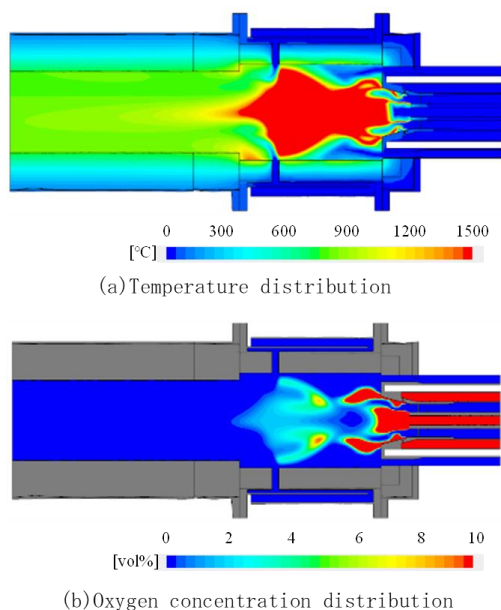 0 300 600 900 1200 1500
[℃]
(a)Temperature distribution
0 2 4 6 8 10
[vol%]
(b)Oxygen concentration distribution